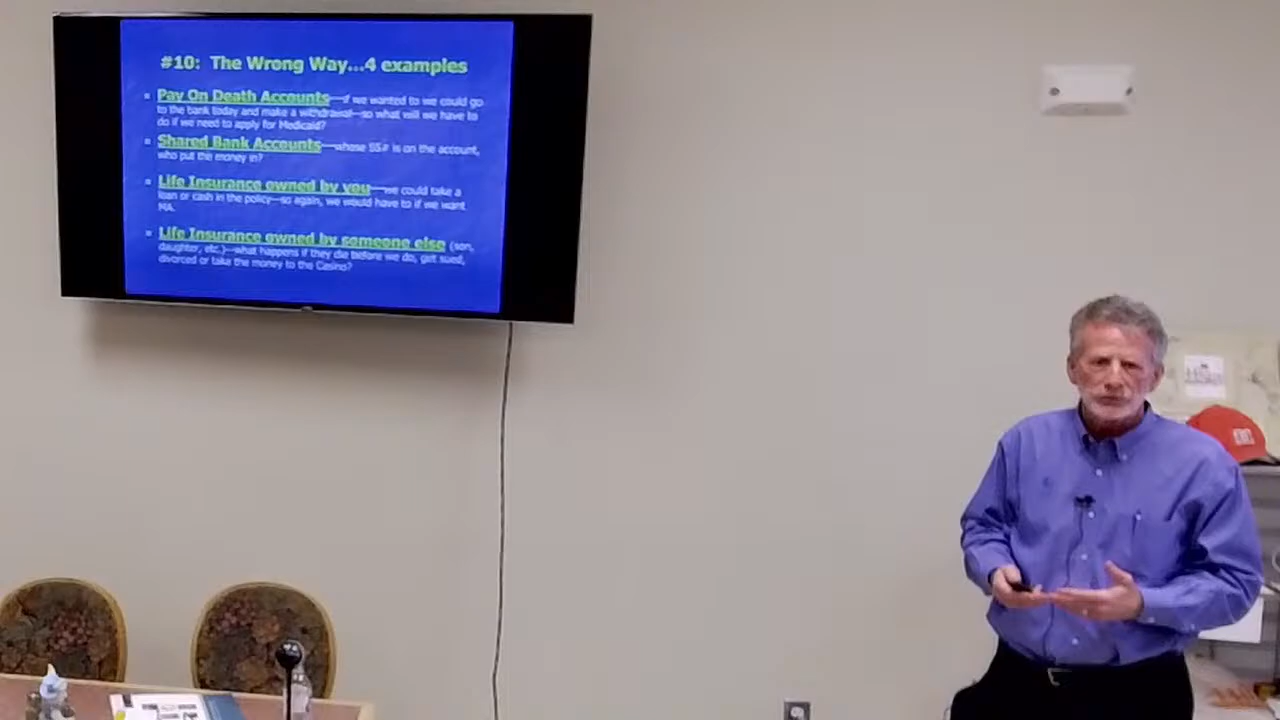 #10: The Wrong Way...4 examples
Pay On Death Accounts—if we wanted to we could go
to the bank today and make a withdrawal—so what will we have to
do if we need to apply for Medicaid?
Shared Bank Accounts—whose SS# is on the account,
who put the money in?
Life Insurance owned by you—we could take a
loan or cash in the policy—so again, we would have to if we want
MA.
Life Insurance owned by someone else (son,
daughter, etc.)—what happens if they die before we do, get sued,
divorced or take the money to the Casino?